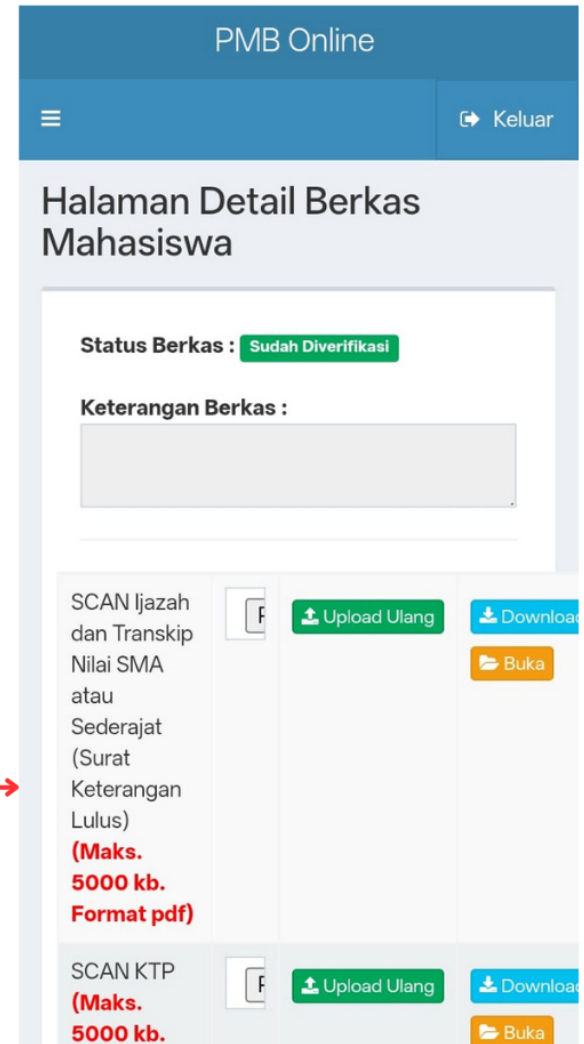 PMB Online
Keluar
Halaman Detail Berkas
Mahasiswa
Status Berkas : Sudah Diverifikasi
Keterangan Berkas :
SCAN Ijazah
dan Transkip
Nilai SMA
atau
Sederajat
(Surat
Keterangan
Lulus)
(Maks.
5000 kb.
Format pdf)
Upload Ulang
Buka
SCAN KTP
(Maks.
5000 kb.
Upload Ulang
Buka